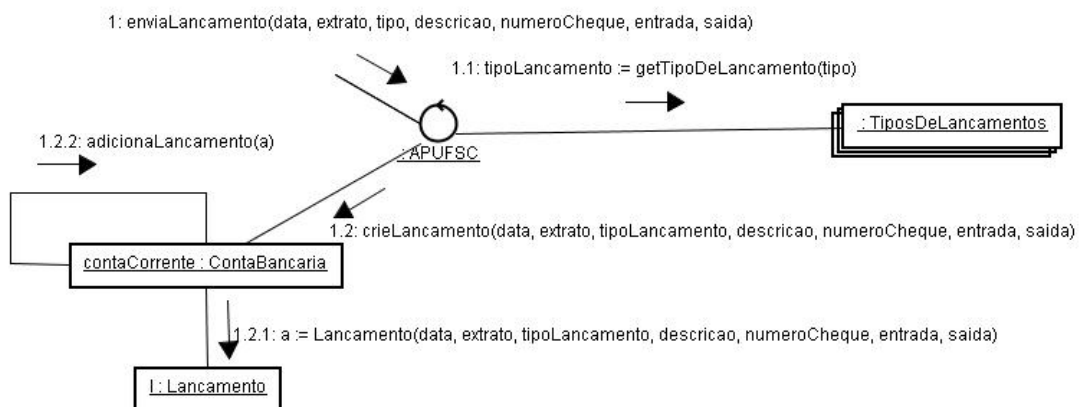 1: enviaLancamento(data, extrato, tipo, descricao, numeroCheque, entrada, saida)
1.1: tipoLancamento := getTipoDeLancamento(tipo)
: TiposDeLancamentos
1.2.2: adicionaLancamento(a)
: APUFSC
1.2: crieLancamento(data, extrato, tipoLancamento, descricao, numeroCheque, entrada, saida)
contaCorrente : ContaBancaria
1.2.1: a := Lancamento(data, extrato, tipoLancamento, descricao, numeroCheque, entrada, saida)
l : Lancamento